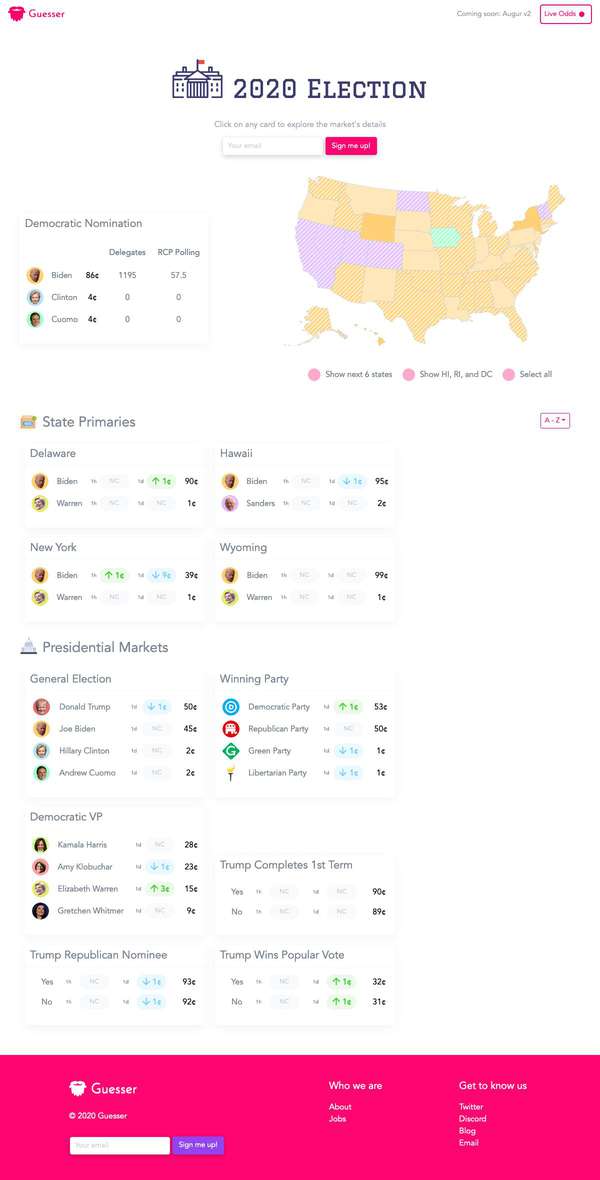 Guesser
Coming soon: Augur v2
Live Odds
2020 Election
Click on any card to explore the market's details
Your email
Sign me up!
Democratic Nomination
Delegates RCP Polling
Biden 86¢ 1195 57.5
Clinton 4¢ 0 0
Cuomo 4¢ 0 0
Show next 6 states Show HI, RI, and DC Select all
State Primaries
A - Z
Delaware
Biden 1h NC 1d ↑ 1¢ 90¢
Warren 1h NC 1d NC 1¢
Hawaii
Biden 1h NC 1d ↓ 1¢ 95¢
Sanders 1h NC 1d NC 2¢
New York
Biden 1h ↑ 1¢ 1d ↓ 9¢ 39¢
Warren 1h NC 1d NC 1¢
Wyoming
Biden 1h NC 1d NC 99¢
Warren 1h NC 1d NC 1¢
Presidential Markets
General Election
Donald Trump 1d ↓ 1¢ 50¢
Joe Biden 1d NC 45¢
Hillary Clinton 1d NC 2¢
Andrew Cuomo 1d NC 2¢
Winning Party
Democratic Party 1d ↑ 1¢ 53¢
Republican Party 1d NC 50¢
Green Party 1d ↓ 1¢ 1¢
Libertarian Party 1d ↓ 1¢ 1¢
Democratic VP
Kamala Harris 1d NC 28¢
Amy Klobuchar 1d ↓ 1¢ 23¢
Elizabeth Warren 1d ↑ 3¢ 15¢
Gretchen Whitmer 1d NC 9¢
Trump Completes 1st Term
Yes 1h NC 1d NC 90¢
No 1h NC 1d NC 89¢
Trump Republican Nominee
Yes 1h NC 1d ↓ 1¢ 93¢
No 1h NC 1d ↓ 1¢ 92¢
Trump Wins Popular Vote
Yes 1h NC 1d ↑ 1¢ 32¢
No 1h NC 1d ↑ 1¢ 31¢
Guesser
© 2020 Guesser
Your email
Sign me up!
Who we are
About
Jobs
Get to know us
Twitter
Discord
Blog
Email